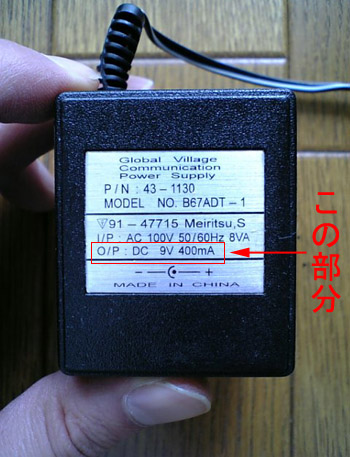 Global Village
Communication
Power Supply
P/N : 43-1130
MODEL NO. B67ADT-1
91-47715 Meiritsu,S
I/P : AC 100V 50/60Hz 8VA
O/P : DC 9V 400mA
- +
MADE IN CHINA
この部分